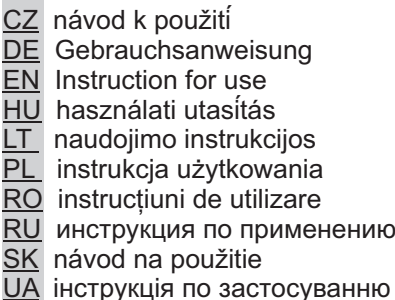 CZ návod k použití
DE Gebrauchsanweisung
EN Instruction for use
HU használati utasítás
LT naudojimo instrukcijos
PL instrukcja użytkowania
RO instrucțiuni de utilizare
RU инструкция по применению
SK návod na použitie
UA інструкція по застосуванню